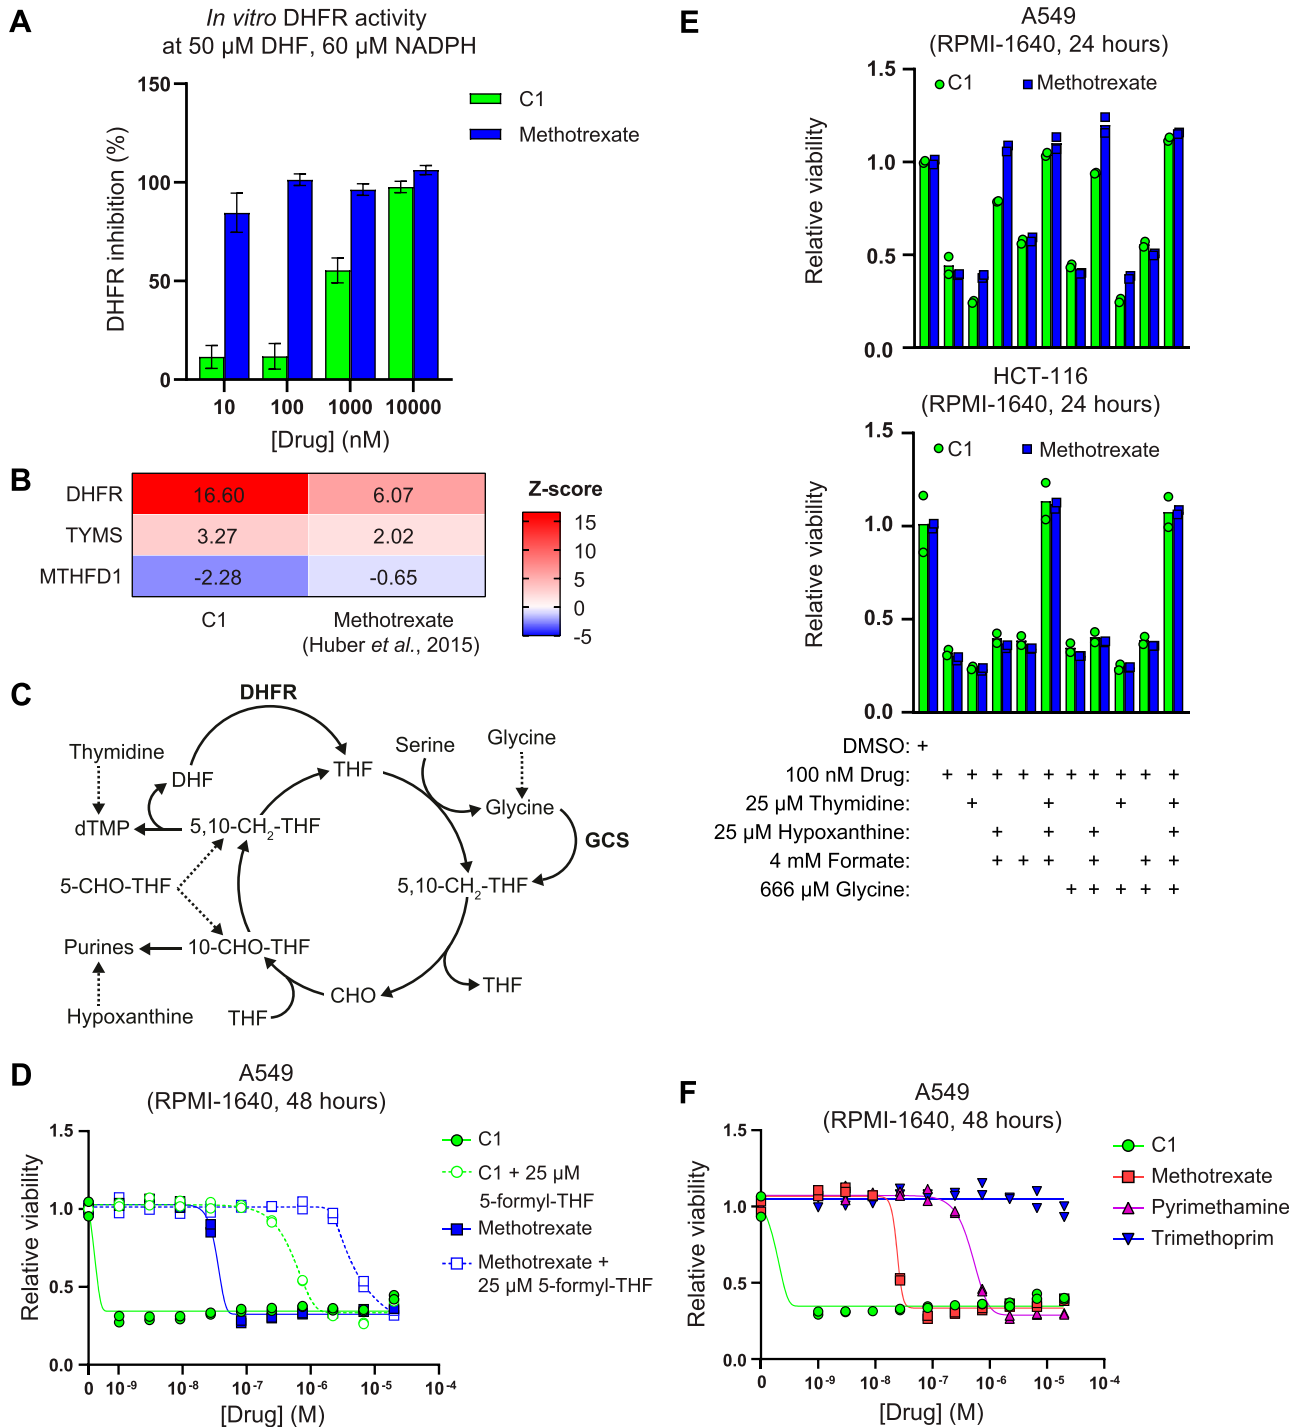 A
In vitro DHFR activity
at 50 µM DHF, 60 µM NADPH
DHFR inhibition (%)
150
100
50
0
10 100 1000 10000
[Drug] (nM)
C1
Methotrexate
B
DHFR 16.60 6.07
TYMS 3.27 2.02
MTHFD1 -2.28 -0.65
C1 Methotrexate
(Huber et al., 2015)
Z-score
15
10
5
0
-5
C
DHFR
Thymidine
DHF
THF
Serine
Glycine
dTMP
5,10-CH2-THF
Glycine
GCS
5-CHO-THF
5,10-CH2-THF
Purines
10-CHO-THF
THF
CHO
Hypoxanthine
THF
D
A549
(RPMI-1640, 48 hours)
Relative viability
1.5
1.0
0.5
0.0
0 10-9 10-8 10-7 10-6 10-5 10-4
[Drug] (M)
C1
C1 + 25 µM
5-formyl-THF
Methotrexate
Methotrexate +
25 µM 5-formyl-THF
E
A549
(RPMI-1640, 24 hours)
C1 Methotrexate
Relative viability
1.5
1.0
0.5
0.0
HCT-116
(RPMI-1640, 24 hours)
C1 Methotrexate
Relative viability
1.5
1.0
0.5
0.0
DMSO: +
100 nM Drug: + + + + + + + + + +
25 µM Thymidine: + + + +
25 µM Hypoxanthine: + + + +
4 mM Formate: + + + + + +
666 µM Glycine: + + + + +
F
A549
(RPMI-1640, 48 hours)
Relative viability
1.5
1.0
0.5
0.0
0 10-9 10-8 10-7 10-6 10-5 10-4
[Drug] (M)
C1
Methotrexate
Pyrimethamine
Trimethoprim